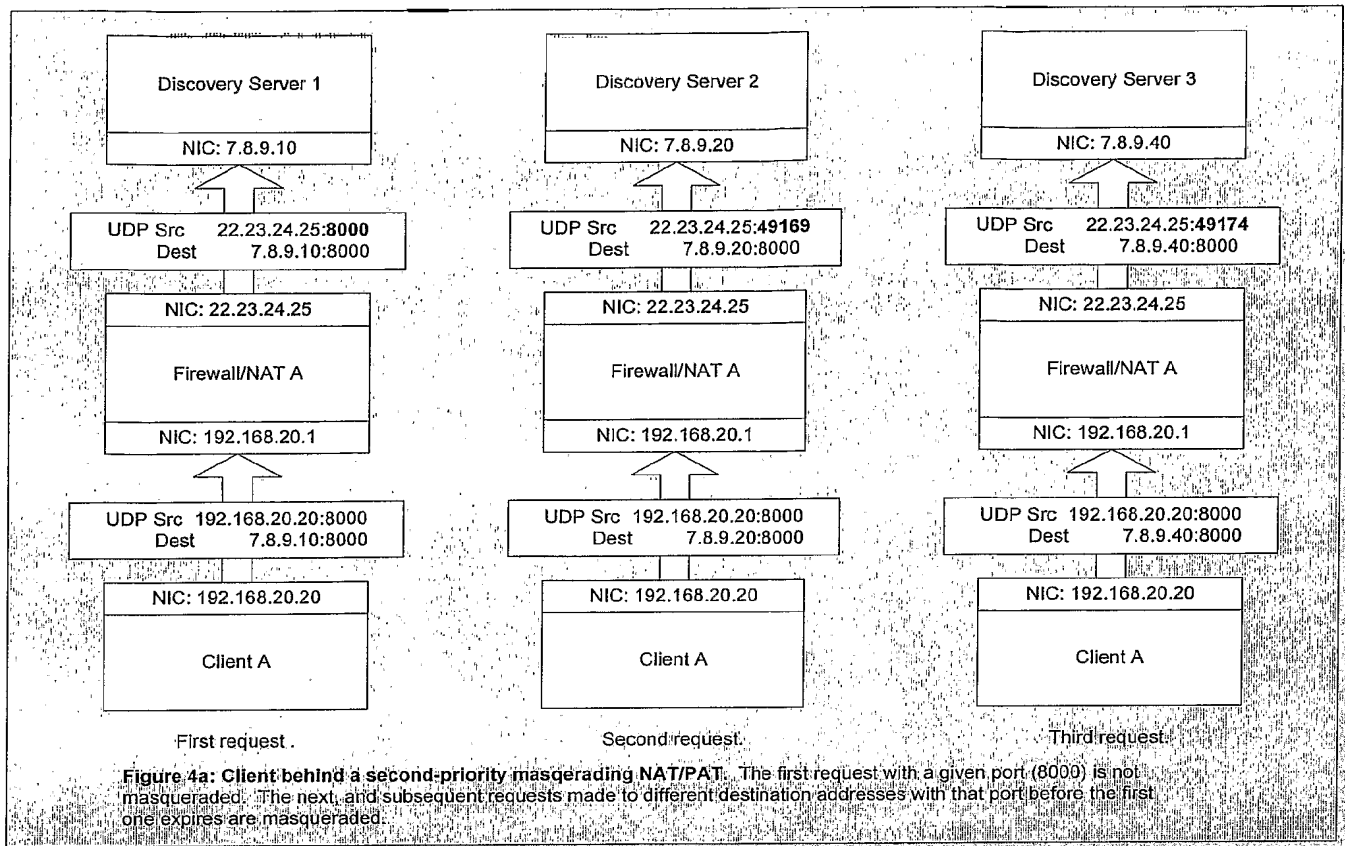 Discovery Server 1
NIC: 7.8.9.10
UDP Src 22.23.24.25:8000
Dest 7.8.9.10:8000
NIC: 22.23.24.25
Firewall/NAT A
NIC: 192.168.20.1
UDP Src 192.168.20.20:8000
Dest 7.8.9.10:8000
NIC: 192.168.20.20
Client A
First request.
Discovery Server 2
NIC: 7.8.9.20
UDP Src 22.23.24.25:49169
Dest 7.8.9.20:8000
NIC: 22.23.24.25
Firewall/NAT A
NIC: 192.168.20.1
UDP Src 192.168.20.20:8000
Dest 7.8.9.20:8000
NIC: 192.168.20.20
Client A
Second request.
Discovery Server 3
NIC: 7.8.9.40
UDP Src 22.23.24.25:49174
Dest 7.8.9.40:8000
NIC: 22.23.24.25
Firewall/NAT A
NIC: 192.168.20.1
UDP Src 192.168.20.20:8000
Dest 7.8.9.40:8000
NIC: 192.168.20.20
Client A
Third request.
Figure 4a: Client behind a second-priority masqerading NAT/PAT. The first request with a given port (8000) is not
masqueraded. The next, and subsequent requests made to different destination addresses with that port before the first
one expires are masqueraded.